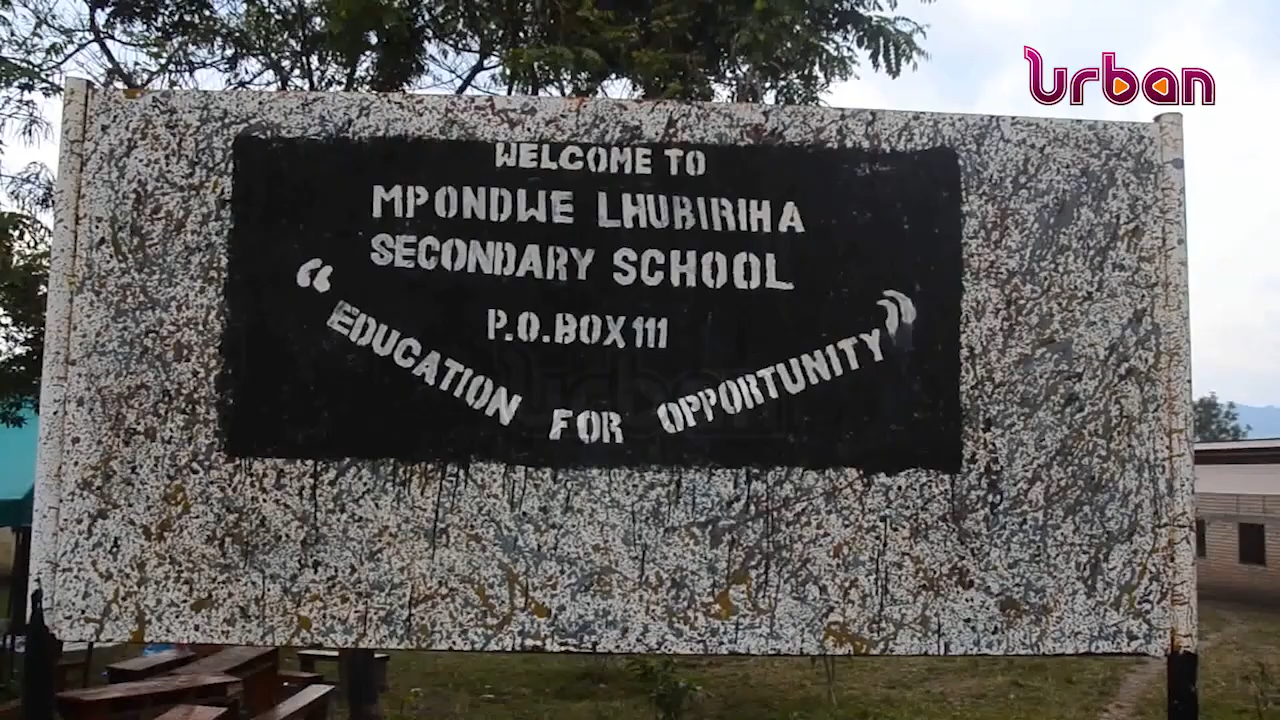 urban
WELCOME TO
MPONDWE LHUBIRIHA
SECONDARY SCHOOL
P.O.BOX 111
“EDUCATION FOR OPPORTUNITY”